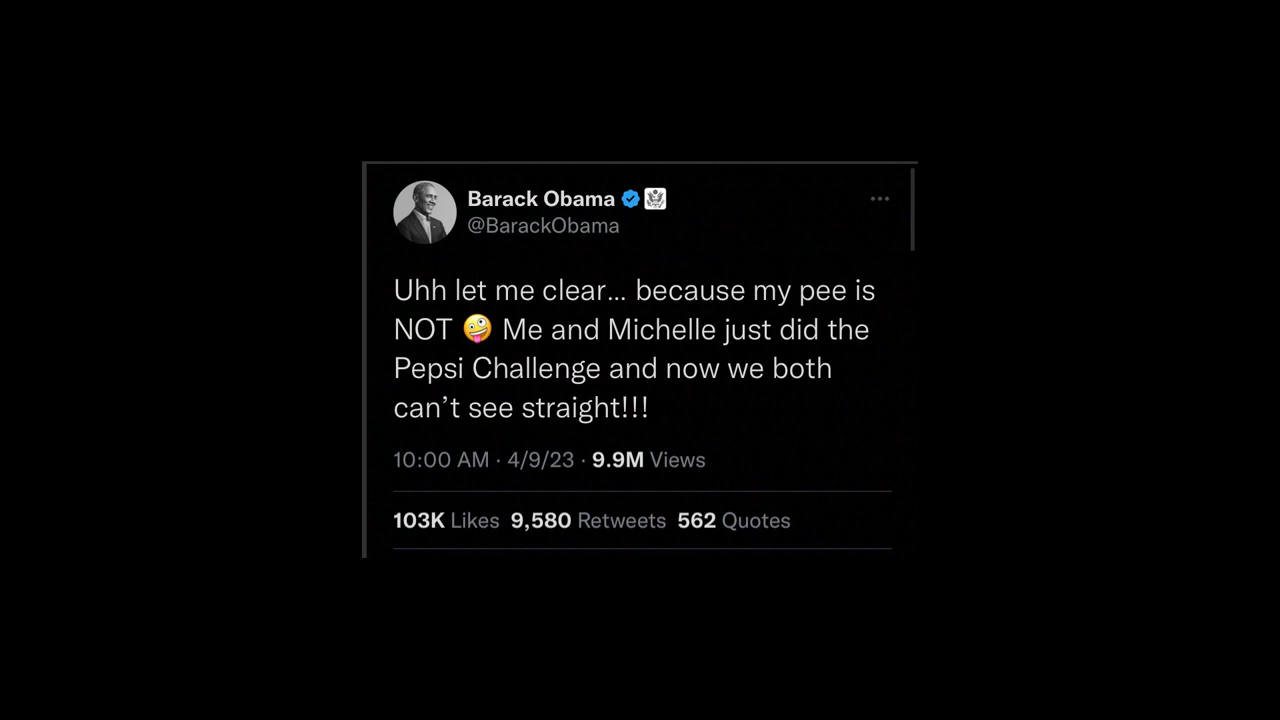 Barack Obama
@BarackObama
Uhh let me clear... because my pee is
NOT 🤪 Me and Michelle just did the
Pepsi Challenge and now we both
can’t see straight!!!
10:00 AM · 4/9/23 · 9.9M Views
103K Likes 9,580 Retweets 562 Quotes